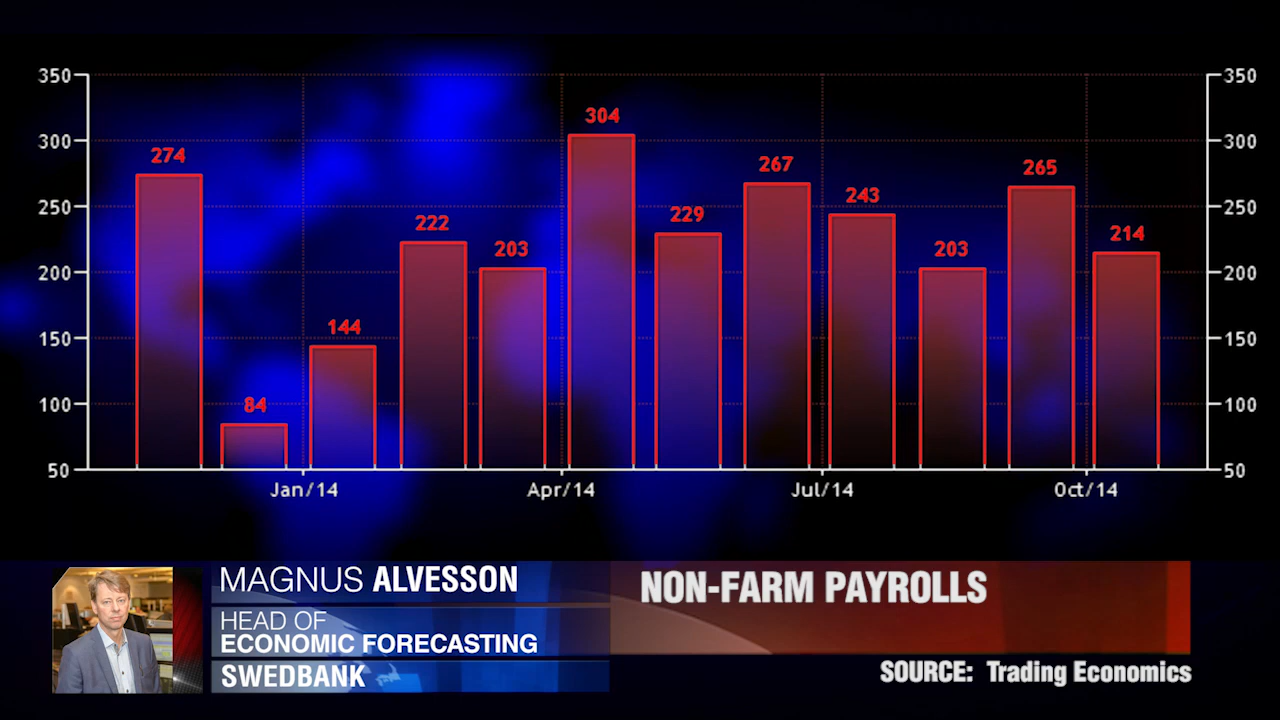 350 350
304
300 300
274 267 265
250 250
243
222 229 214
203 203
200 200
150 150
144
100 100
84
50 50
Jan/14 Apr/14 Jul/14 Oct/14
MAGNUS ALVESSON
HEAD OF
ECONOMIC FORECASTING
SWEDBANK
NON-FARM PAYROLLS
SOURCE: Trading Economics